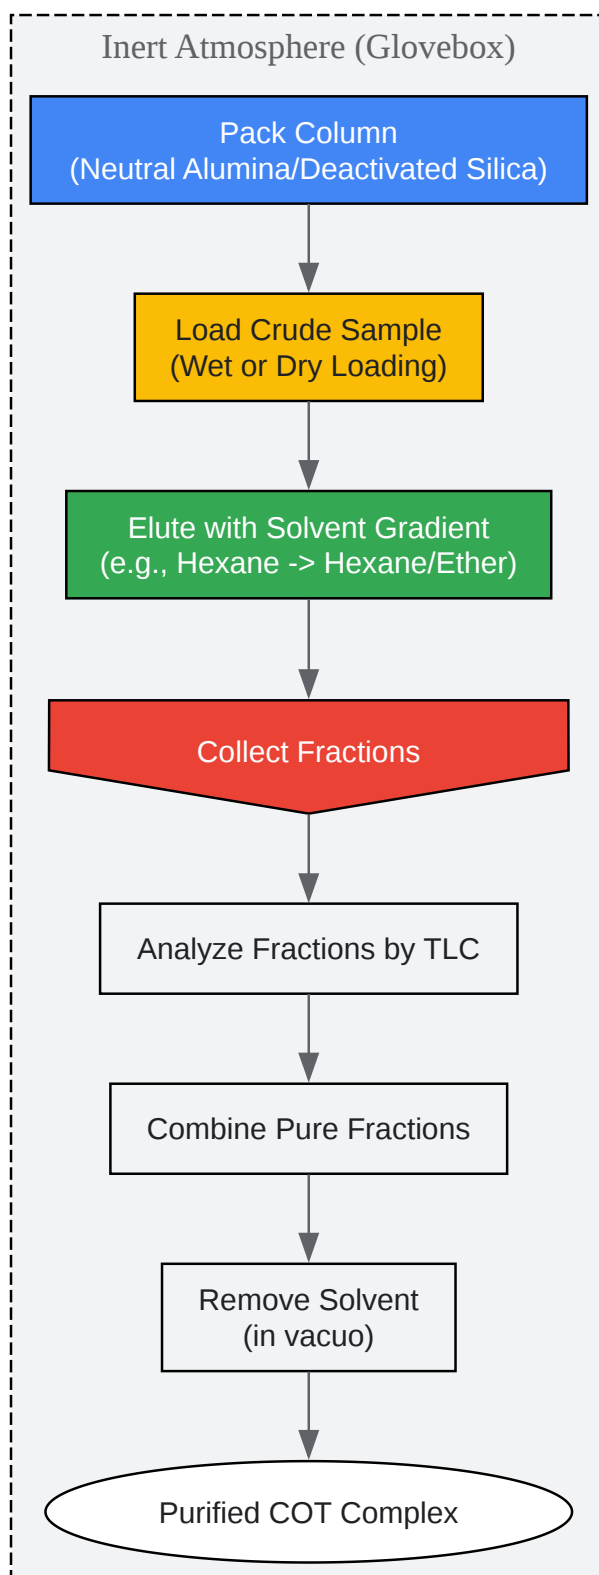 Inert Atmosphere (Glovebox)
Pack Column
(Neutral Alumina/Deactivated Silica)
Load Crude Sample
(Wet or Dry Loading)
Elute with Solvent Gradient
(e.g., Hexane -> Hexane/Ether)
Collect Fractions
Analyze Fractions by TLC
Combine Pure Fractions
Remove Solvent
(in vacuo)
Purified COT Complex